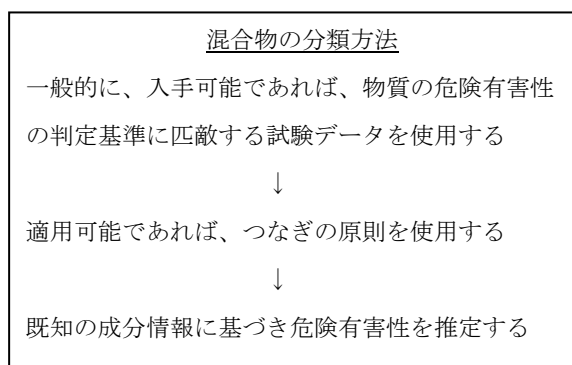 混合物の分類方法
一般的に、入手可能であれば、物質の危険有害性
の判定基準に匹敵する試験データを使用する
↓
適用可能であれば、つなぎの原則を使用する
↓
既知の成分情報に基づき危険有害性を推定する